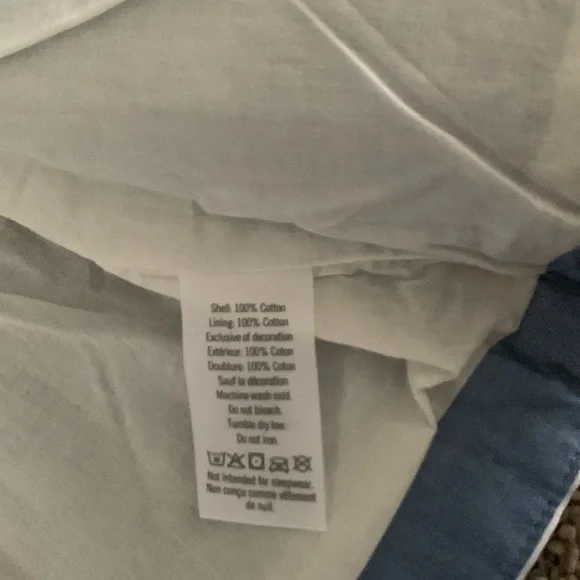 Shell: 100% Cotton
Lining: 100% Cotton
Exclusive of decoration
Extérieur: 100% Coton
Doublure: 100% Coton
Sauf la décoration
Machine wash cold.
Do not bleach.
Tumble dry low.
Do not iron.
Not intended for sleepwear.
Non conçu comme vêtement
de nuit.